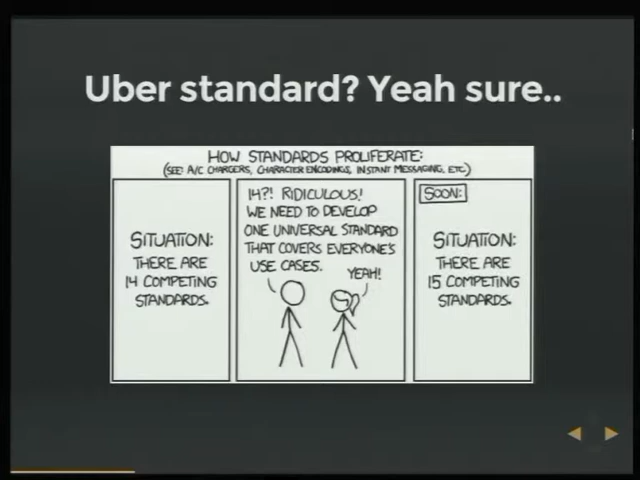 Uber standard? Yeah sure..
HOW STANDARDS PROLIFERATE:
(SEE: A/C CHARGERS, CHARACTER ENCODINGS, INSTANT MESSAGING, ETC.)
SITUATION:
THERE ARE
14 COMPETING
STANDARDS.
14?! RIDICULOUS!
WE NEED TO DEVELOP
ONE UNIVERSAL STANDARD
THAT COVERS EVERYONE'S
USE CASES.
YEAH!
SOON:
SITUATION:
THERE ARE
15 COMPETING
STANDARDS.